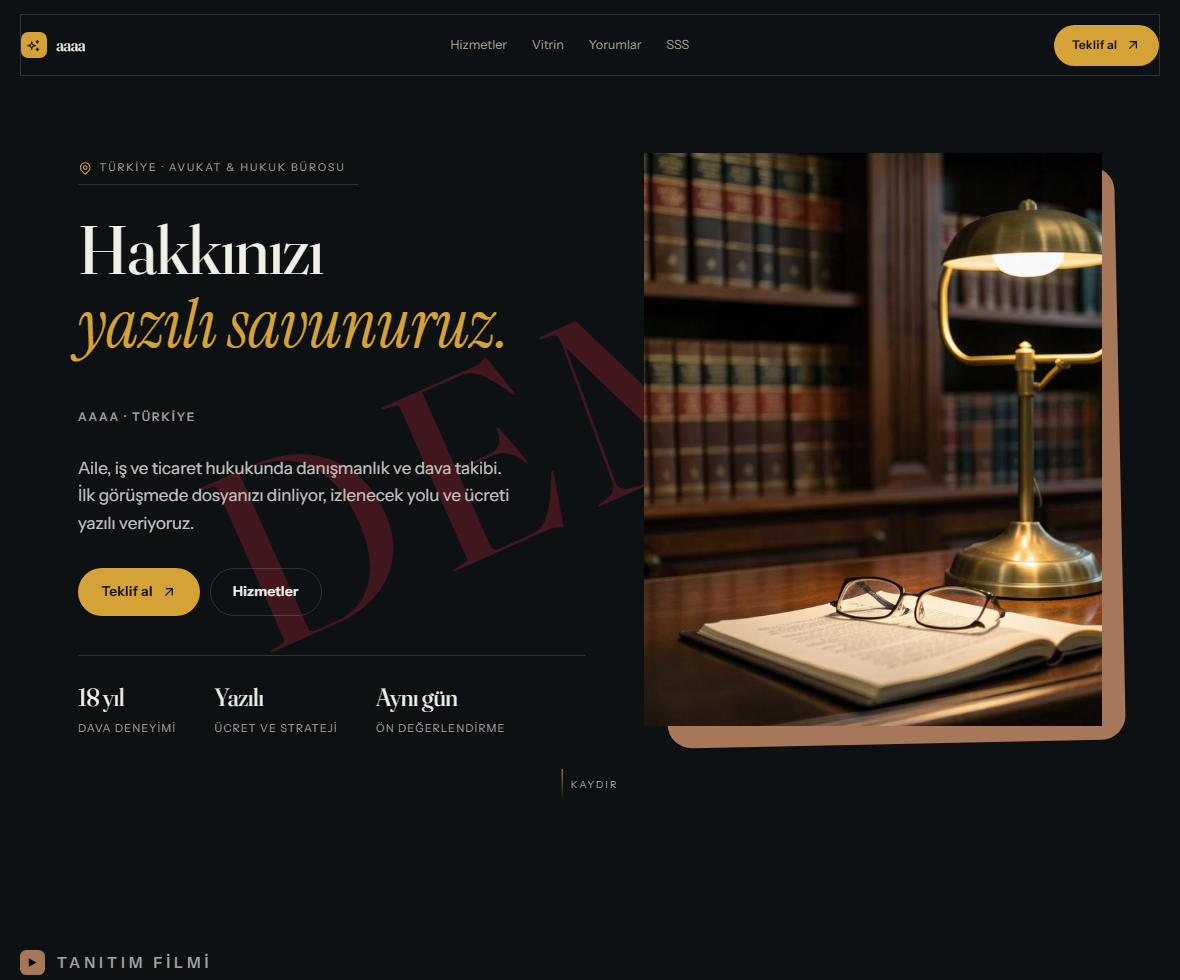 aaaa
Hizmetler Vitrin Yorumlar SSS
Teklif al
TÜRKİYE · AVUKAT & HUKUK BÜROSU
Hakkınızı
yazılı savunuruz.
AAAA · TÜRKİYE
Aile, iş ve ticaret hukukunda danışmanlık ve dava takibi.
İlk görüşmede dosyanızı dinliyor, izlenecek yolu ve ücreti
yazılı veriyoruz.
Teklif al
Hizmetler
18 yıl
DAVA DENEYİMİ
Yazılı
ÜCRET VE STRATEJİ
Aynı gün
ÖN DEĞERLENDİRME
KAYDIR
TANITIM FİLMİ